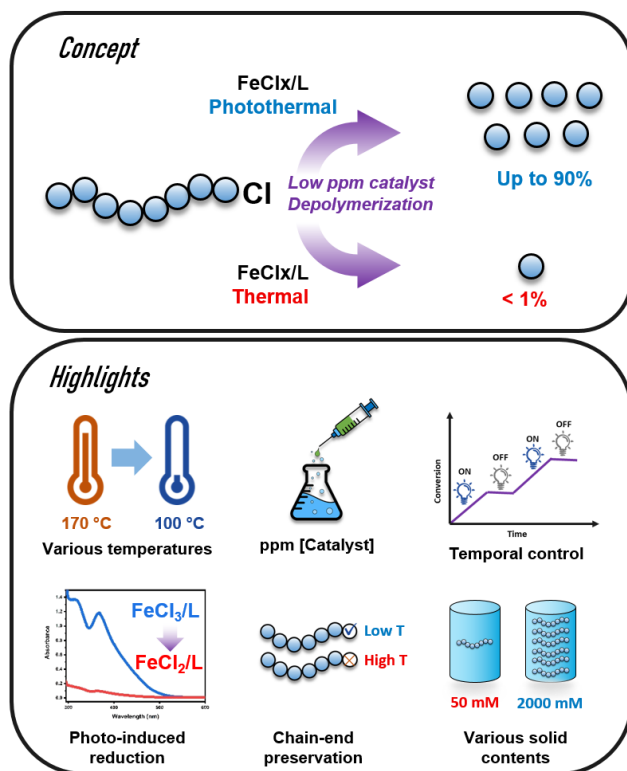 Concept
FeClx/L
Photothermal
Cl
Low ppm catalyst
Depolymerization
Up to 90%
FeClx/L
Thermal
< 1%
Highlights
170 °C
100 °C
Various temperatures
ppm [Catalyst]
Conversion
ON
OFF
ON
OFF
Time
Temporal control
Absorbance
FeCl₃/L
FeCl₂/L
Wavelength (nm)
Photo-induced
reduction
Low T
High T
Chain-end
preservation
50 mM
2000 mM
Various solid
contents